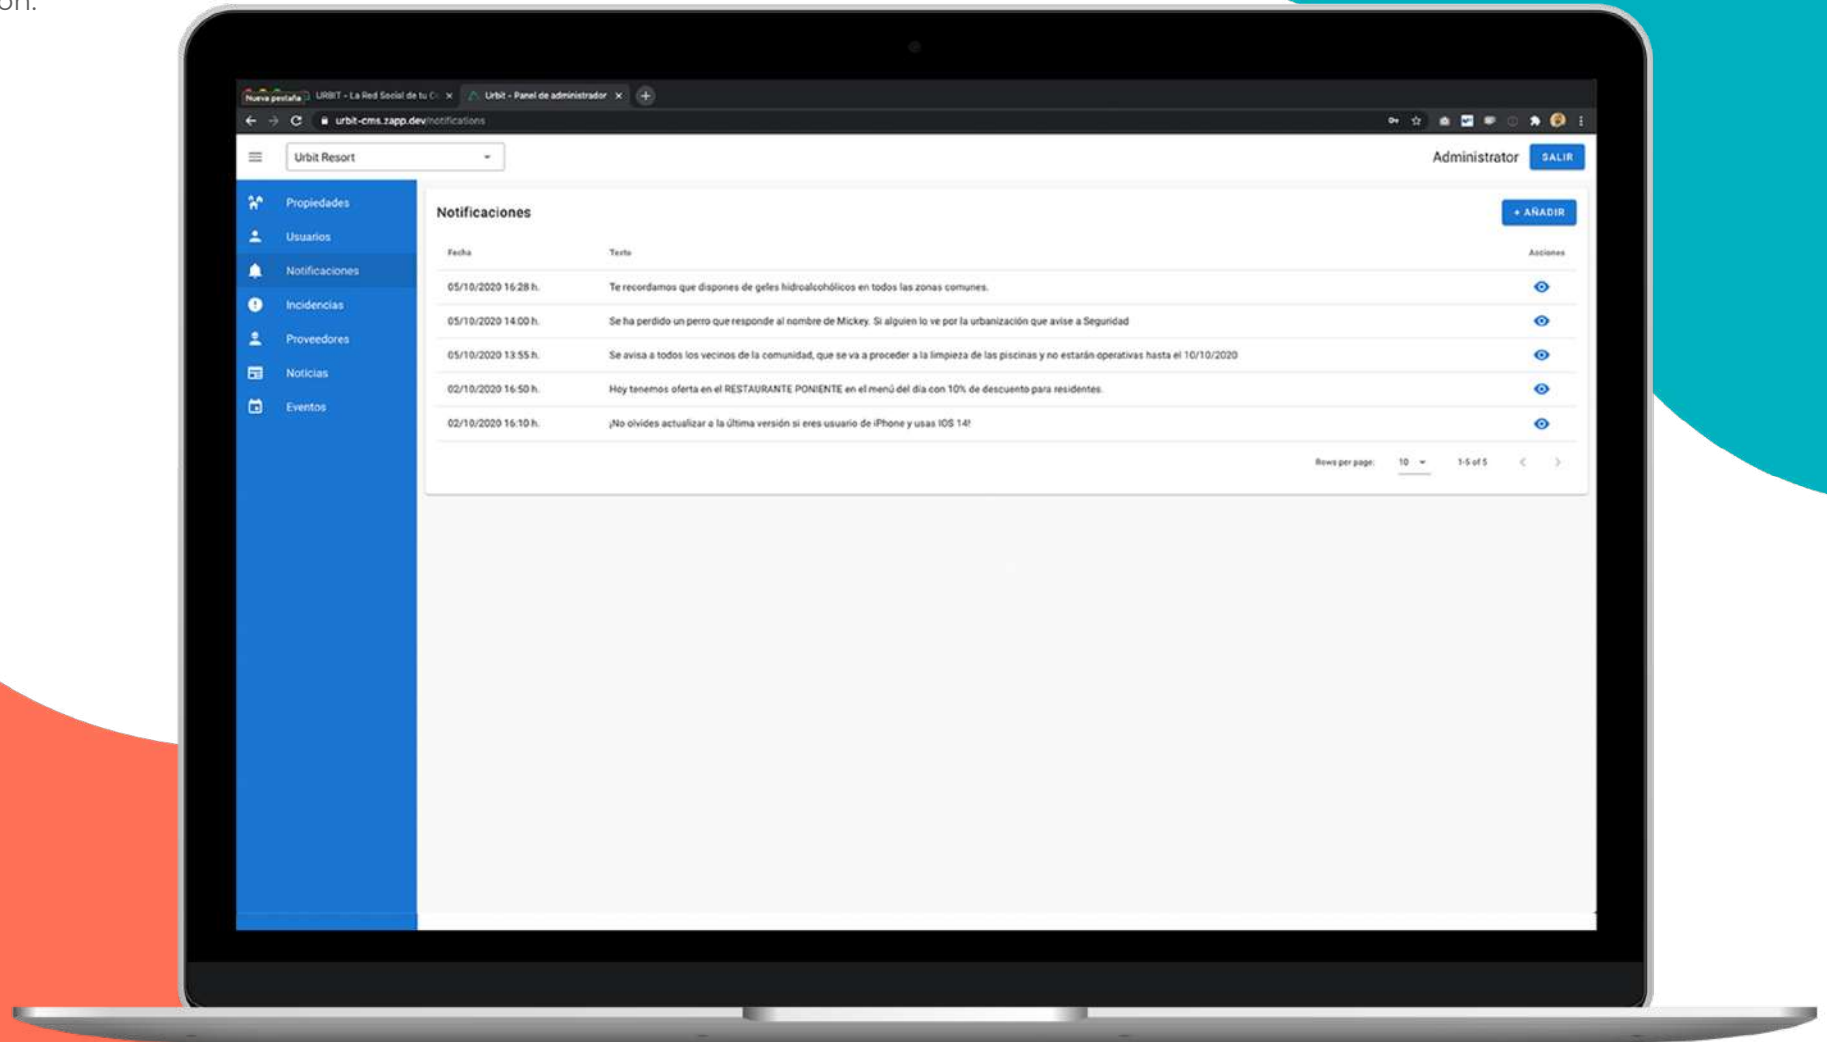 ón.
Nueva pestaña URBIT - La Red Social de tu C Urbit - Panel de administrador
urbit-cms.zapp.dev/notifications
Urbit Resort Administrator SALIR
Propiedades
Usuarios
Notificaciones
Incidencias
Proveedores
Noticias
Eventos
Notificaciones + AÑADIR
Fecha Texto Acciones
05/10/2020 16:28 h. Te recordamos que dispones de geles hidroalcohólicos en todos las zonas comunes.
05/10/2020 14:00 h. Se ha perdido un perro que responde al nombre de Mickey. Si alguien lo ve por la urbanización que avise a Seguridad
05/10/2020 13:55 h. Se avisa a todos los vecinos de la comunidad, que se va a proceder a la limpieza de las piscinas y no estarán operativas hasta el 10/10/2020
02/10/2020 16:50 h. Hoy tenemos oferta en el RESTAURANTE PONIENTE en el menú del día con 10% de descuento para residentes.
02/10/2020 16:10 h. ¡No olvides actualizar a la última versión si eres usuario de iPhone y usas IOS 14!
Rows per page: 10 1-5 of 5